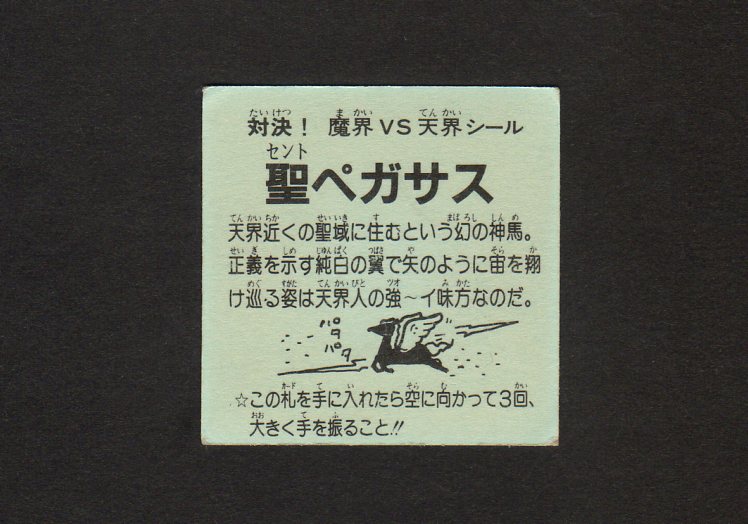 対決！ 魔界VS天界シール
聖ペガサス
天界近くの聖域に住むという幻の神馬。
正義を示す純白の翼で矢のように宙を翔
け巡る姿は天界人の強〜イ味方なのだ。
パタ
パタ
☆この札を手に入れたら空に向かって3回、
大きく手を振ること!!